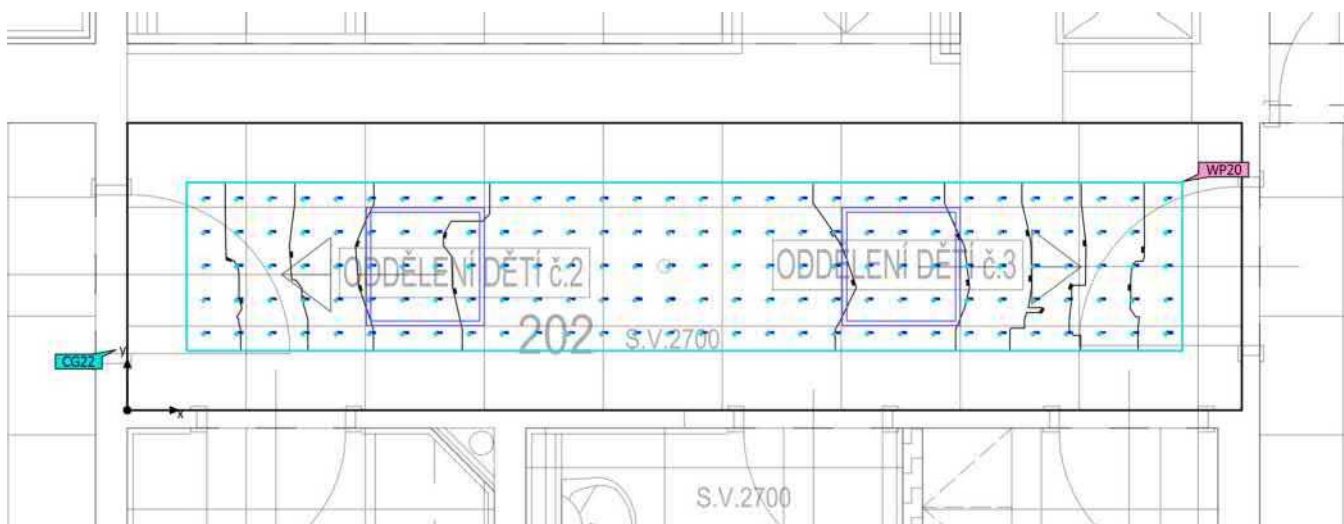 WP20
ODDĚLENÍ DĚTÍ č.2
ODDĚLENÍ DĚTÍ č.3
202
S.V.2700
CG22
y
x
S.V.2700